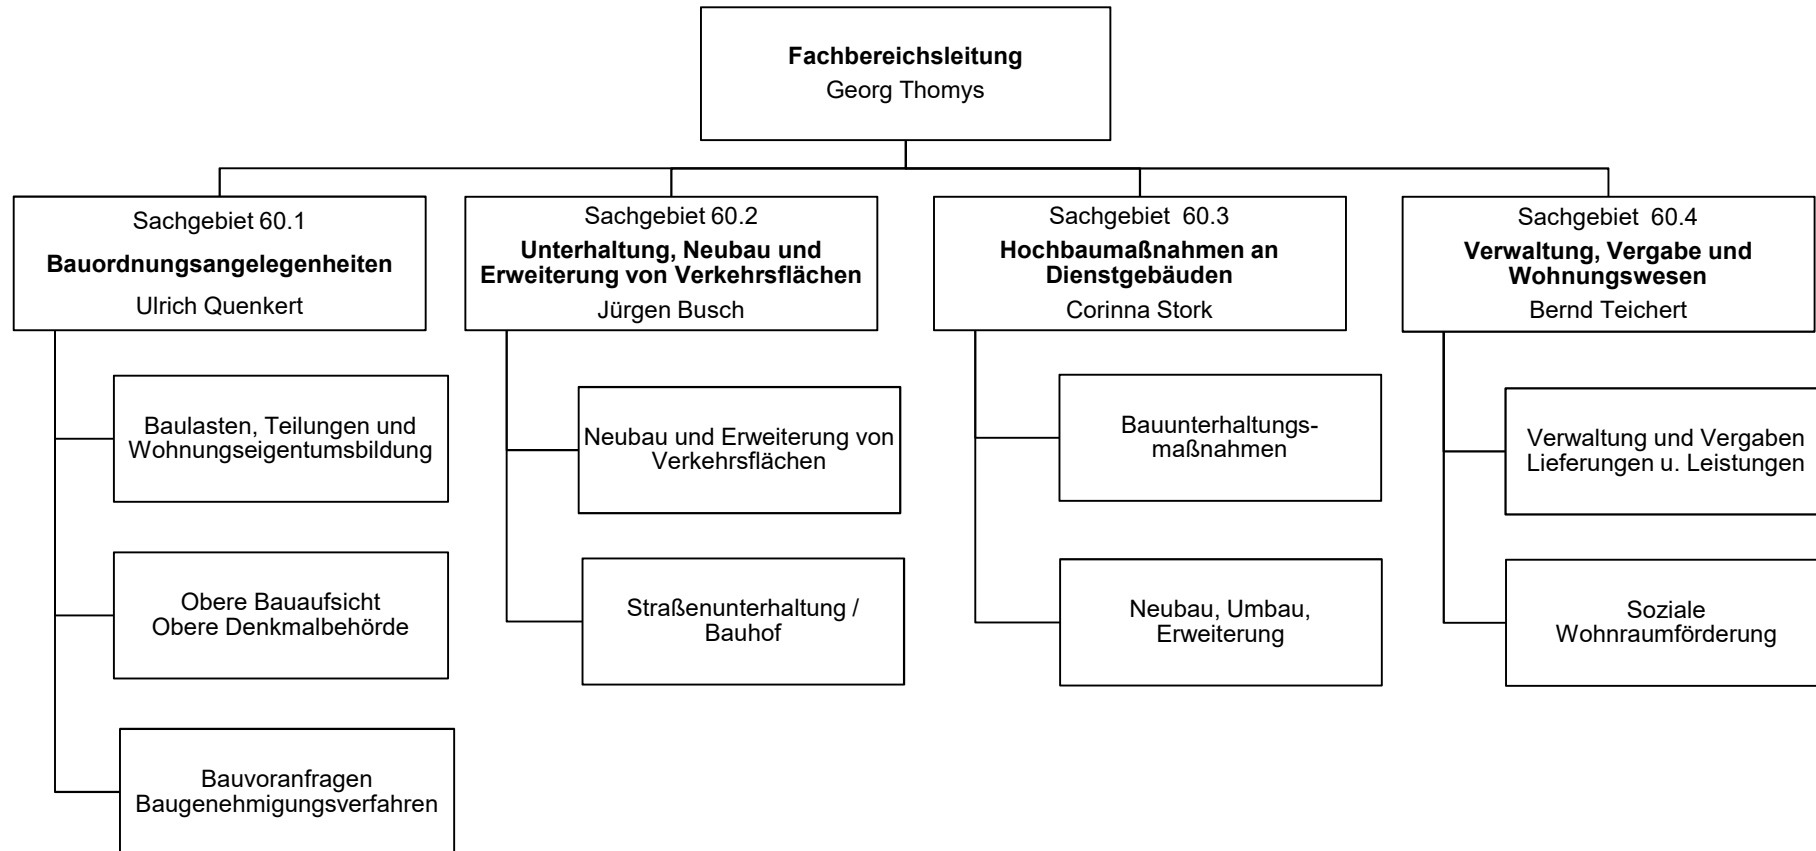 Fachbereichsleitung
Georg Thomys
Sachgebiet 60.1
Bauordnungsangelegenheiten
Ulrich Quenkert
Sachgebiet 60.2
Unterhaltung, Neubau und
Erweiterung von Verkehrsflächen
Jürgen Busch
Sachgebiet 60.3
Hochbaumaßnahmen an
Dienstgebäuden
Corinna Stork
Sachgebiet 60.4
Verwaltung, Vergabe und
Wohnungswesen
Bernd Teichert
Baulasten, Teilungen und
Wohnungseigentumsbildung
Obere Bauaufsicht
Obere Denkmalbehörde
Bauvoranfragen
Baugenehmigungsverfahren
Neubau und Erweiterung von
Verkehrsflächen
Straßenunterhaltung /
Bauhof
Bauunterhaltungs-
maßnahmen
Neubau, Umbau,
Erweiterung
Verwaltung und Vergaben
Lieferungen u. Leistungen
Soziale
Wohnraumförderung